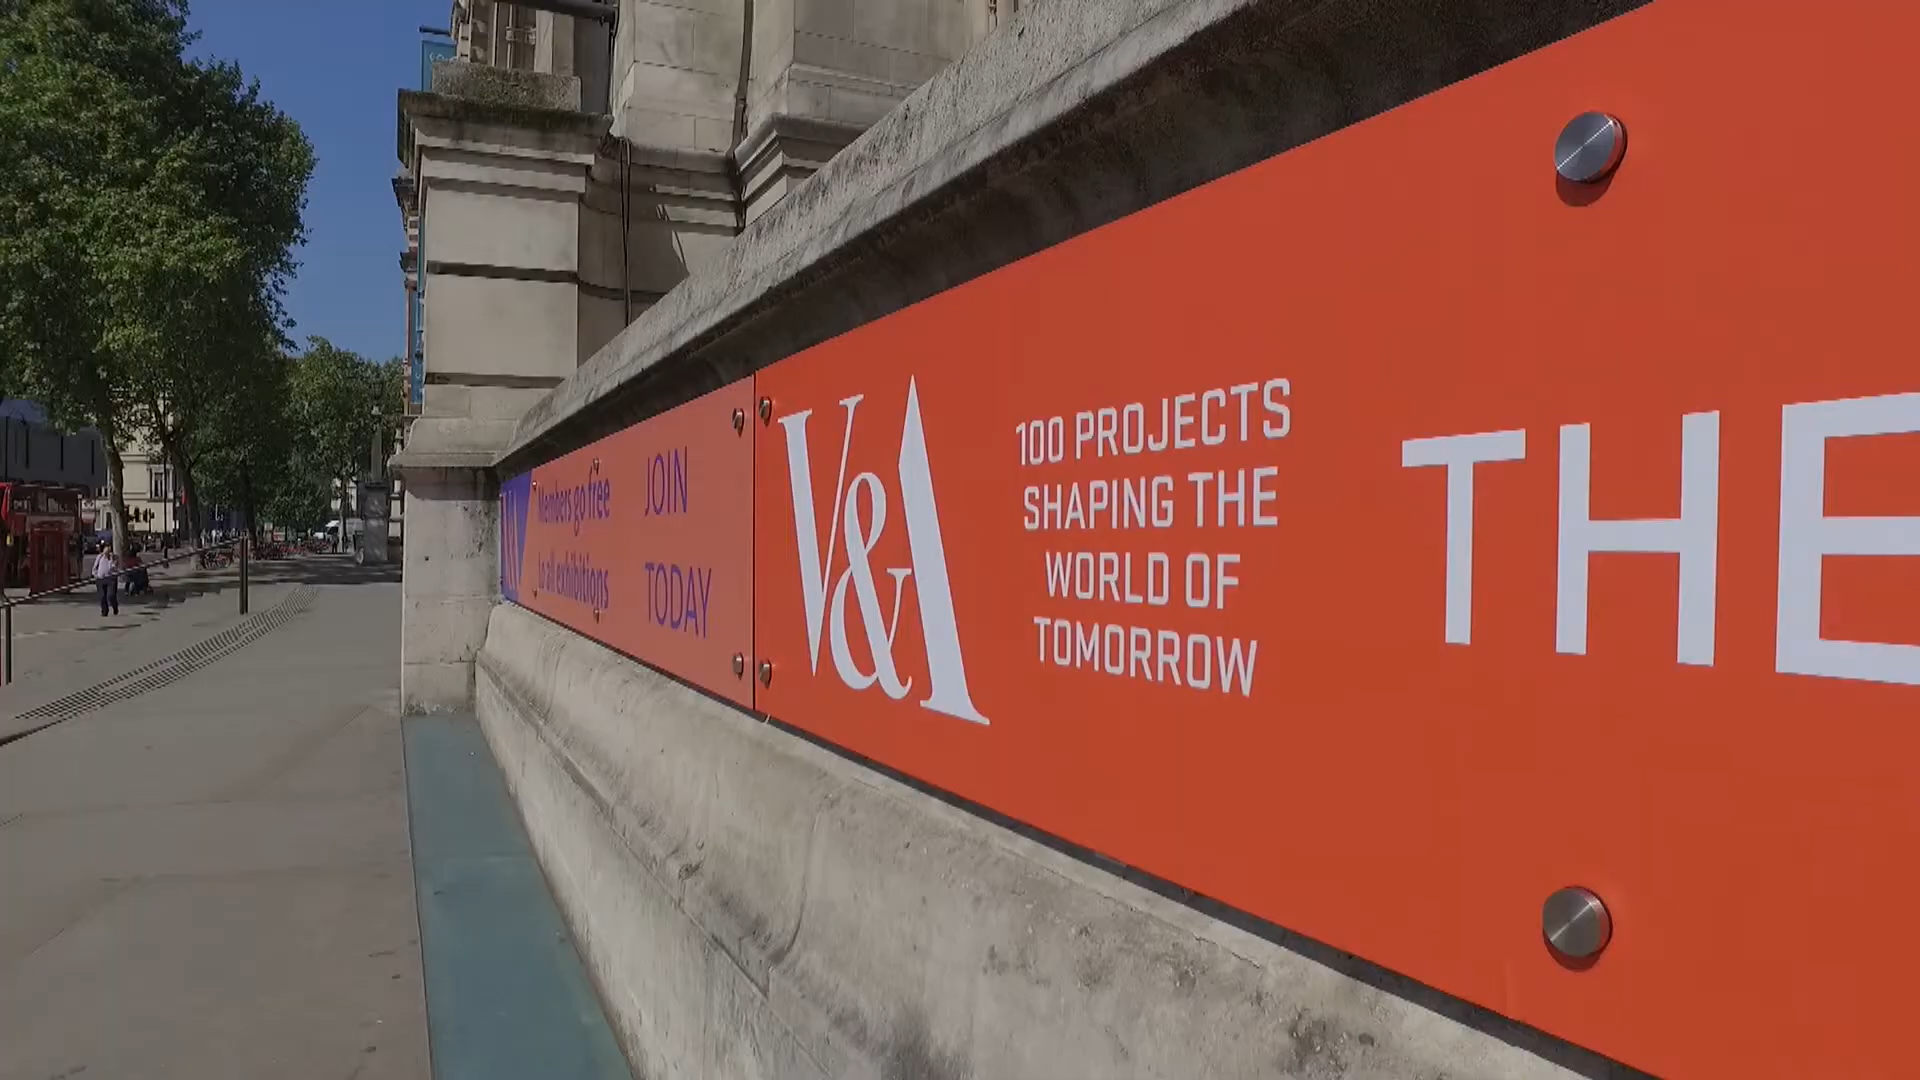 Members go free
to all exhibitions
JOIN
TODAY
V&A
100 PROJECTS
SHAPING THE
WORLD OF
TOMORROW
THE